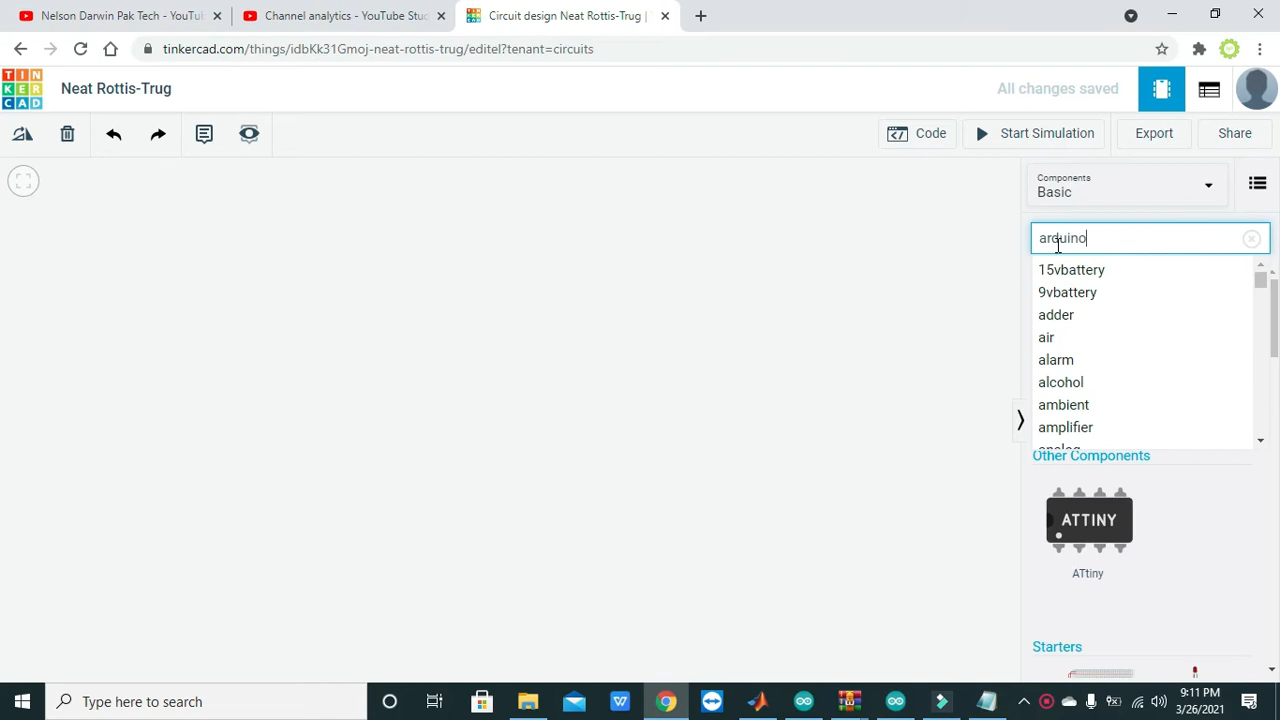 Nelson Darwin Pak Tech - YouTu
Channel analytics - YouTube Stud
Circuit design Neat Rottis-Trug |
tinkercad.com/things/idbKk31Gmoj-neat-rottis-trug/editel?tenant=circuits
TIN
KER
CAD
Neat Rottis-Trug
All changes saved
Code
Start Simulation
Export
Share
Components
Basic
arduino
15vbattery
9vbattery
adder
air
alarm
alcohol
ambient
amplifier
analog
Other Components
ATTINY
ATtiny
Starters
Type here to search
9:11 PM
3/26/2021